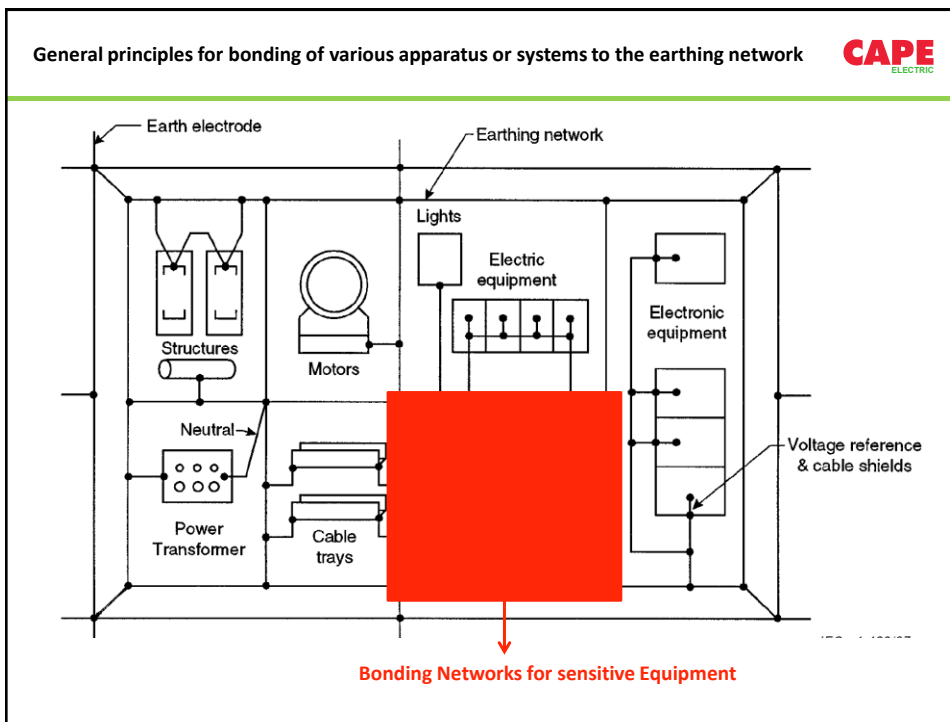 General principles for bonding of various apparatus or systems to the earthing network
CAPE
ELECTRIC
Earth electrode
Earthing network
Lights
Electric
equipment
Electronic
equipment
Structures
Motors
Neutral
Voltage reference
& cable shields
Power
Transformer
Cable
trays
Bonding Networks for sensitive Equipment